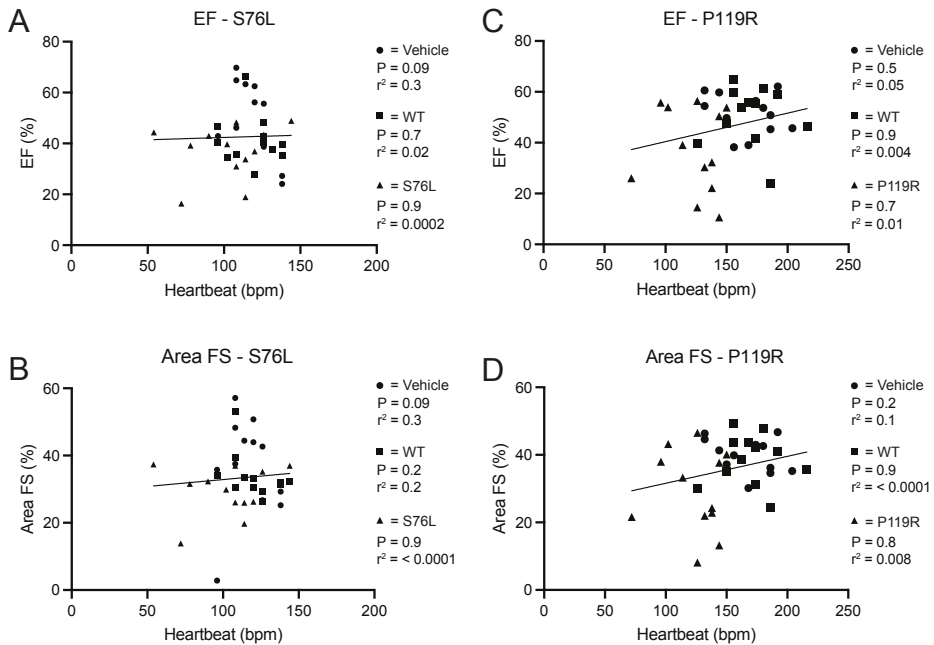 A
EF - S76L
80
60
40
20
0
EF (%)
0 50 100 150 200
Heartbeat (bpm)
● = Vehicle
P = 0.09
r² = 0.3
■ = WT
P = 0.7
r² = 0.02
▲ = S76L
P = 0.9
r² = 0.0002
C
EF - P119R
80
60
40
20
0
EF (%)
0 50 100 150 200 250
Heartbeat (bpm)
● = Vehicle
P = 0.5
r² = 0.05
■ = WT
P = 0.9
r² = 0.004
▲ = P119R
P = 0.7
r² = 0.01
B
Area FS - S76L
60
40
20
0
Area FS (%)
0 50 100 150 200
Heartbeat (bpm)
● = Vehicle
P = 0.09
r² = 0.3
■ = WT
P = 0.2
r² = 0.2
▲ = S76L
P = 0.9
r² = < 0.0001
D
Area FS - P119R
60
40
20
0
Area FS (%)
0 50 100 150 200 250
Heartbeat (bpm)
● = Vehicle
P = 0.2
r² = 0.1
■ = WT
P = 0.9
r² = < 0.0001
▲ = P119R
P = 0.8
r² = 0.008